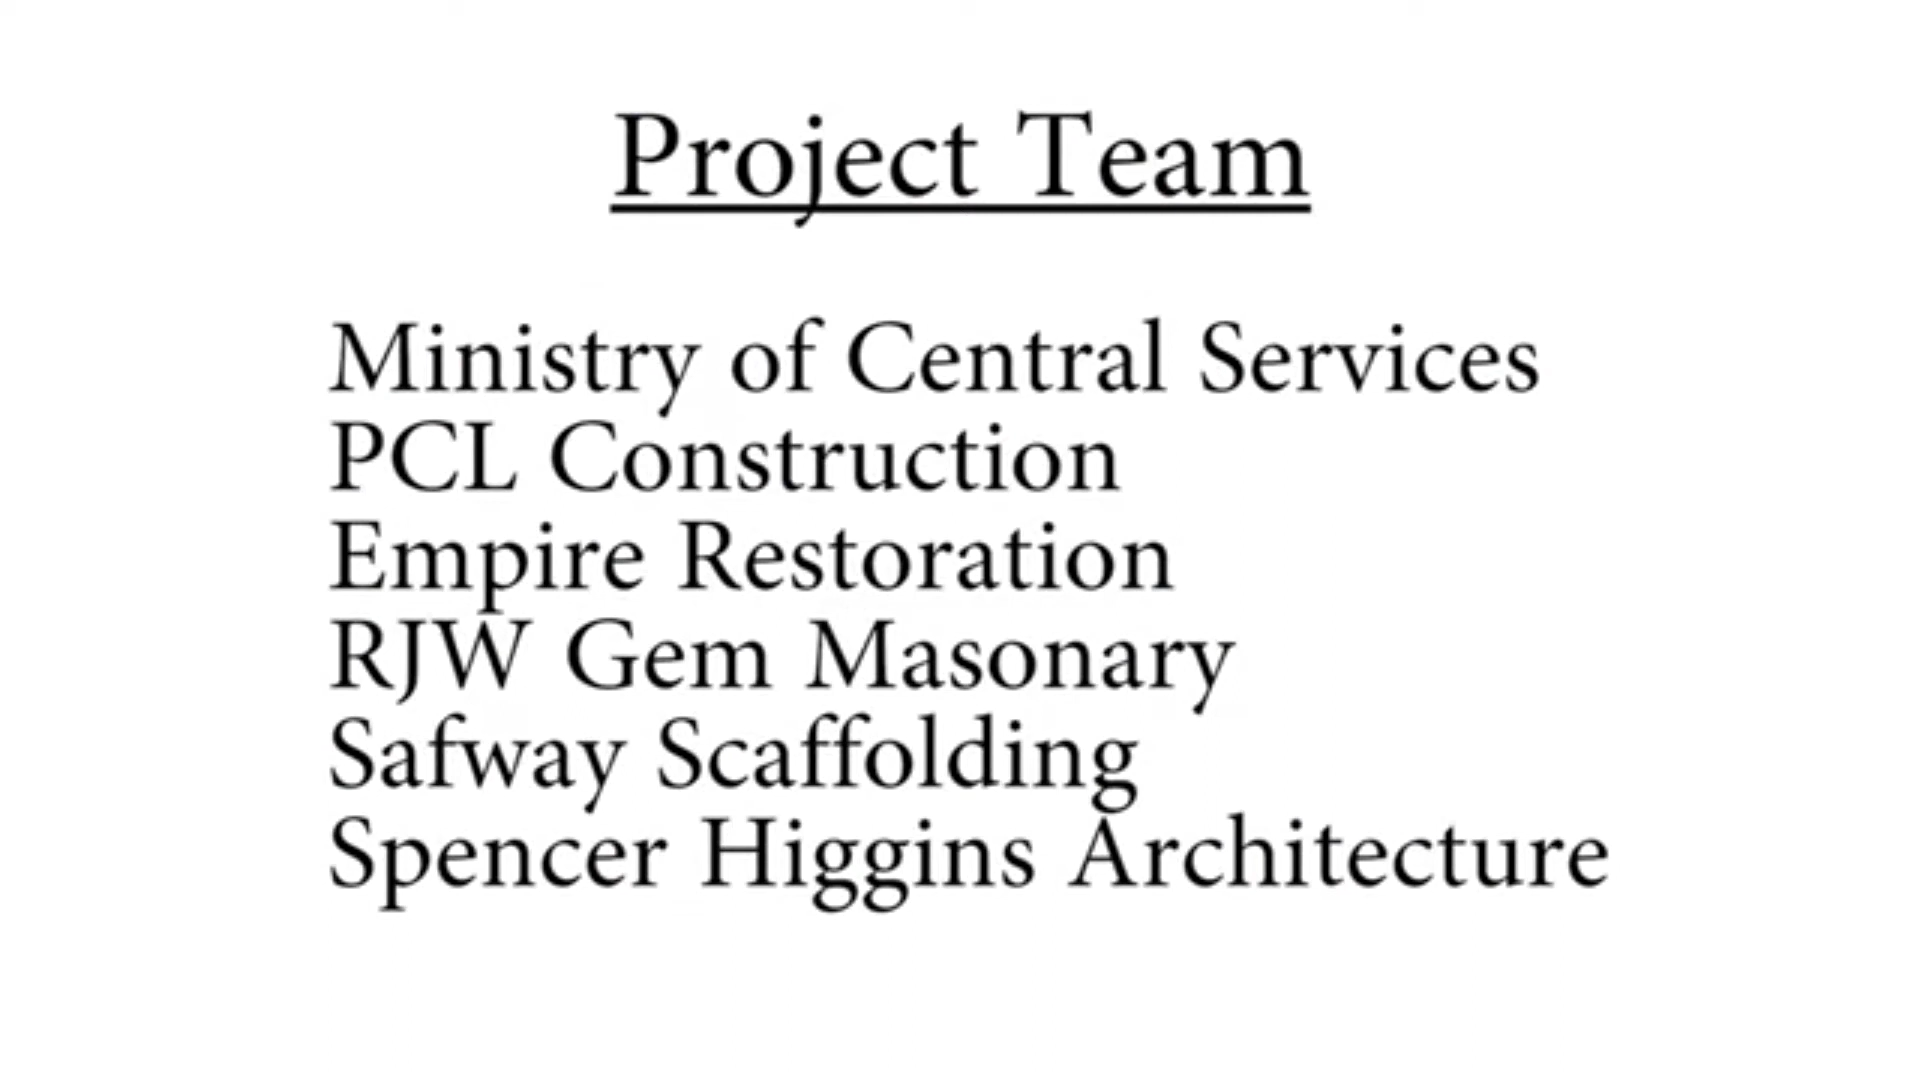 Project Team
Ministry of Central Services
PCL Construction
Empire Restoration
RJW Gem Masonary
Safway Scaffolding
Spencer Higgins Architecture